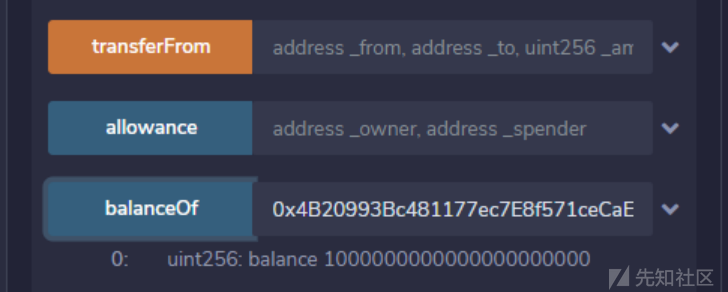 transferFrom address _from, address _to, uint256 _am
allowance address _owner, address _spender
balanceOf 0x4B20993Bc481177ec7E8f571ceCaE
0: uint256: balance 1000000000000000000000
先知社区